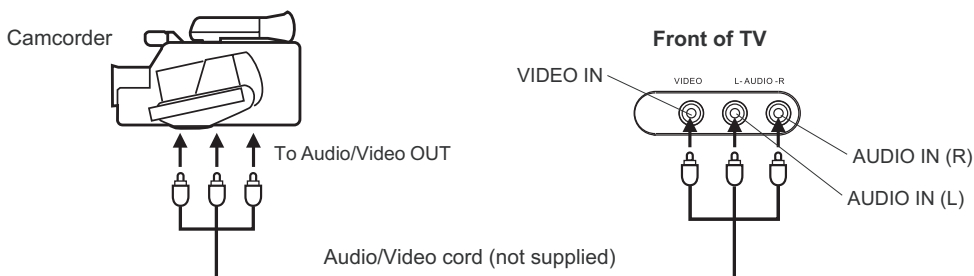 Camcorder
To Audio/Video OUT
Audio/Video cord (not supplied)
Front of TV
VIDEO IN
VIDEO L- AUDIO -R
AUDIO IN (R)
AUDIO IN (L)